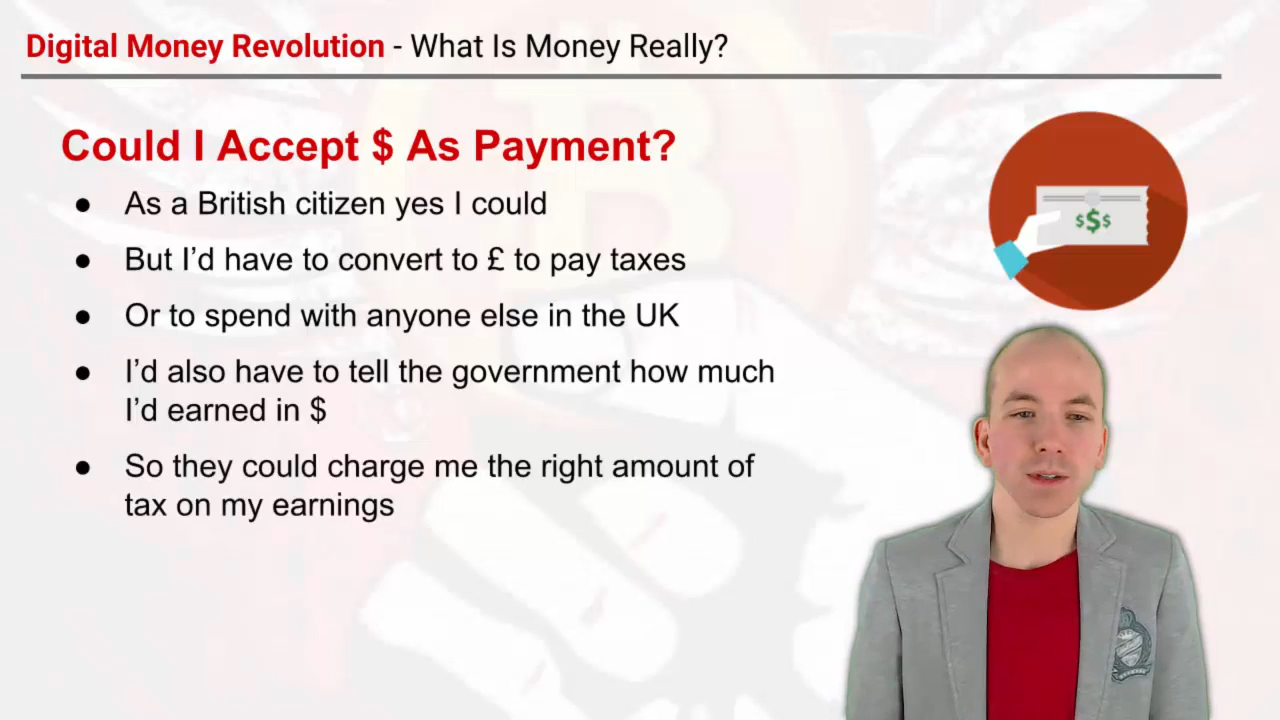 Digital Money Revolution - What Is Money Really?
Could I Accept $ As Payment?
● As a British citizen yes I could
● But I’d have to convert to £ to pay taxes
● Or to spend with anyone else in the UK
● I’d also have to tell the government how much
I’d earned in $
● So they could charge me the right amount of
tax on my earnings
$$$